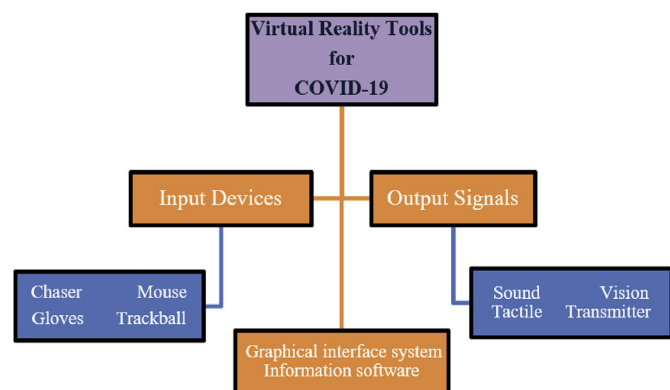 Virtual Reality Tools
for
COVID-19
Input Devices
Output Signals
Chaser Mouse
Gloves Trackball
Sound Vision
Tactile Transmitter
Graphical interface system
Information software